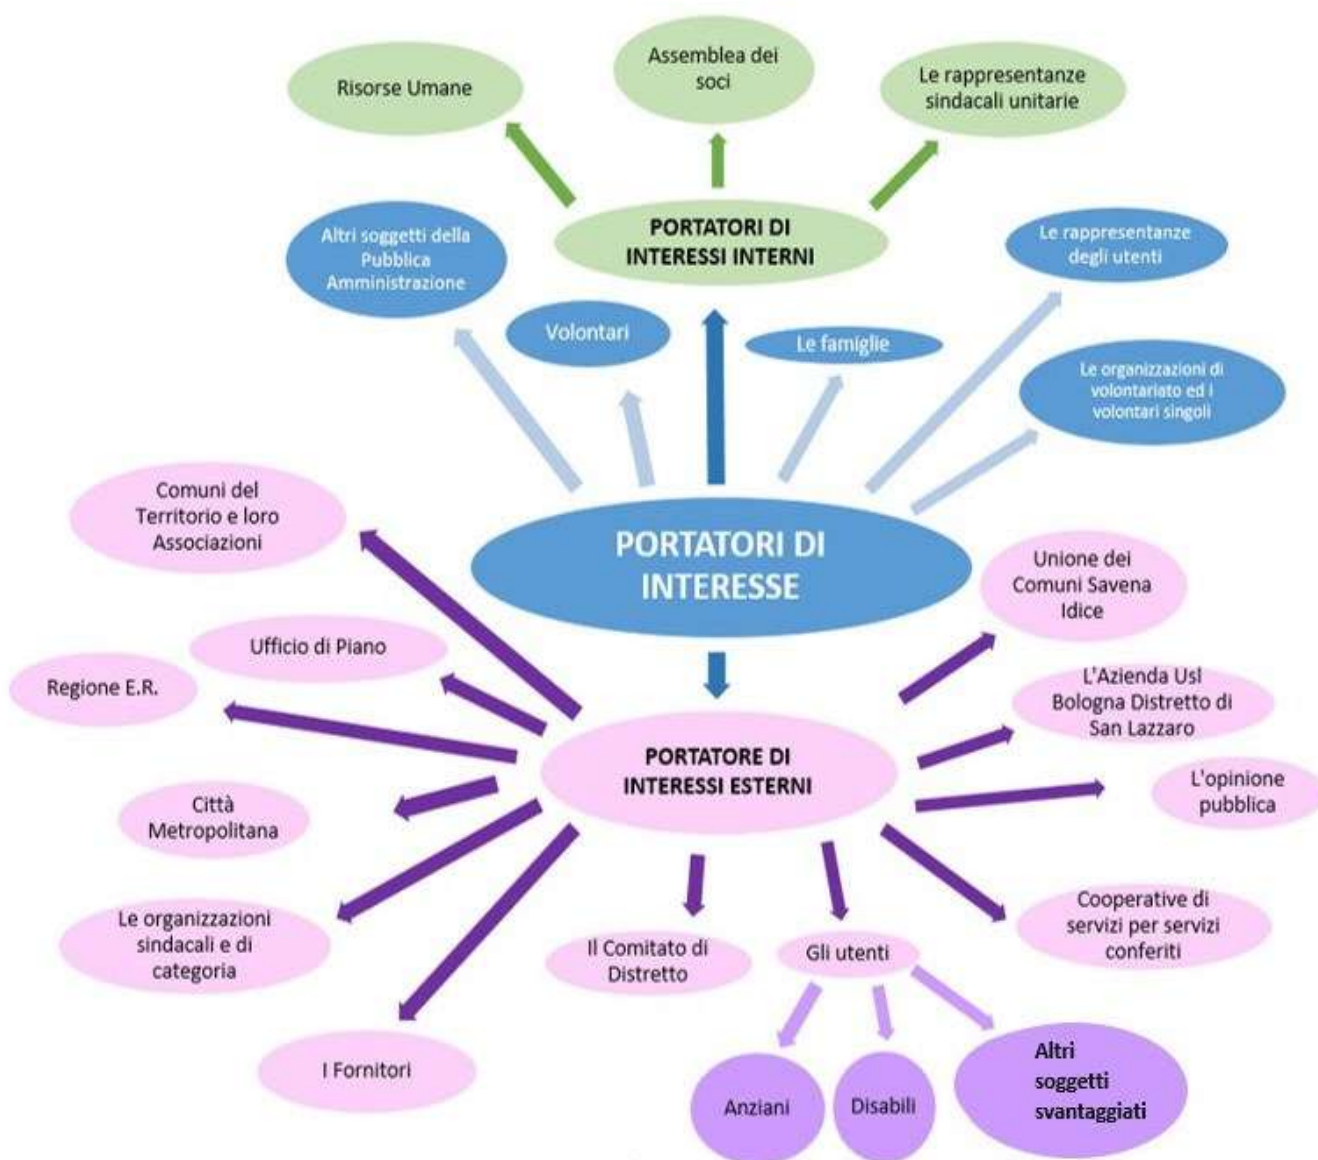 Risorse Umane
Assemblea dei
soci
Le rappresentanze
sindacali unitarie
PORTATORI DI
INTERESSI INTERNI
Altri soggetti della
Pubblica
Amministrazione
Volontari
Le famiglie
Le rappresentanze
degli utenti
Le organizzazioni di
volontariato ed i
volontari singoli
PORTATORI DI
INTERESSE
Comuni del
Territorio e loro
Associazioni
Ufficio di Piano
Regione E.R.
Città
Metropolitana
Le organizzazioni
sindacali e di
categoria
I Fornitori
PORTATORE DI
INTERESSI ESTERNI
Unione dei
Comuni Savena
Idice
L'Azienda Usl
Bologna Distretto di
San Lazzaro
L'opinione
pubblica
Cooperative di
servizi per servizi
conferiti
Il Comitato di
Distretto
Gli utenti
Anziani
Disabili
Altri
soggetti
svantaggiati